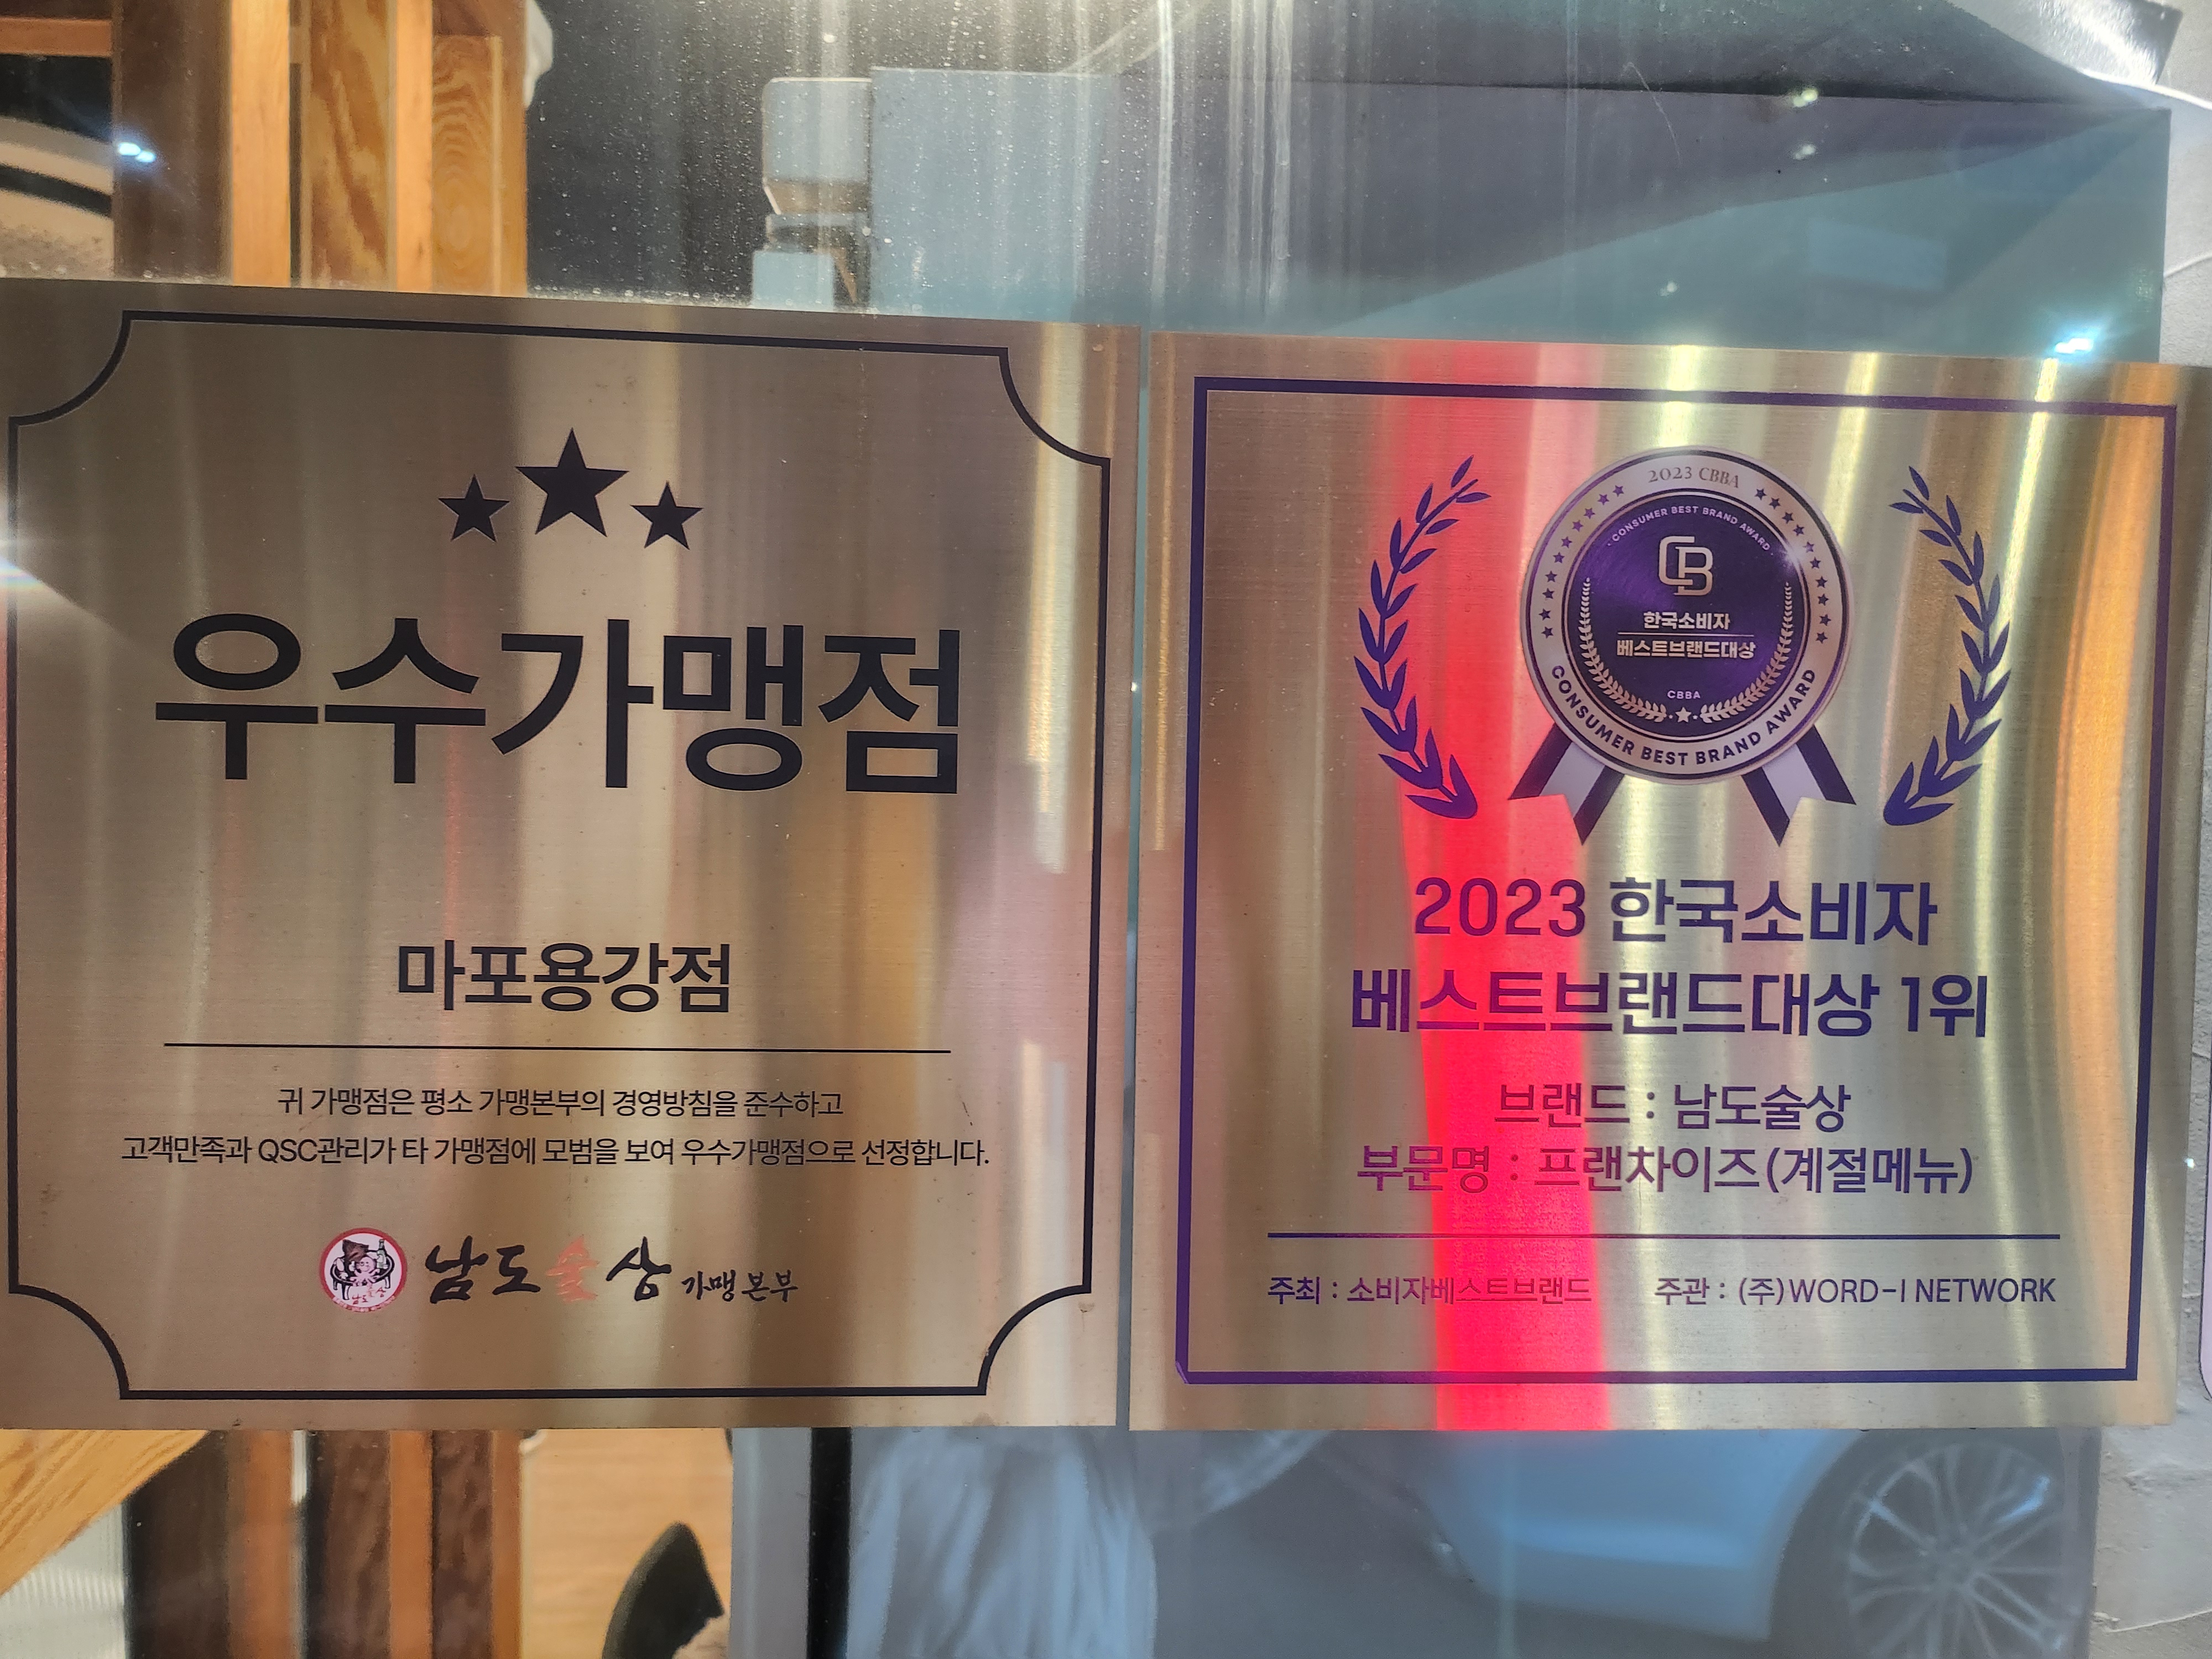 우수가맹점
마포용강점
귀 가맹점은 평소 가맹본부의 경영방침을 준수하고
고객만족과 QSC관리가 타 가맹점에 모범을 보여 우수가맹점으로 선정합니다.
남도술상
남도술상 가맹본부
2023 CBBA
CONSUMER BEST BRAND AWARD
CB
한국소비자
베스트브랜드대상
CBBA
CONSUMER BEST BRAND AWARD
2023 한국소비자
베스트브랜드대상 1위
브랜드 : 남도술상
부문명 : 프랜차이즈(계절메뉴)
주최 : 소비자베스트브랜드 주관 : (주)WORD-I NETWORK